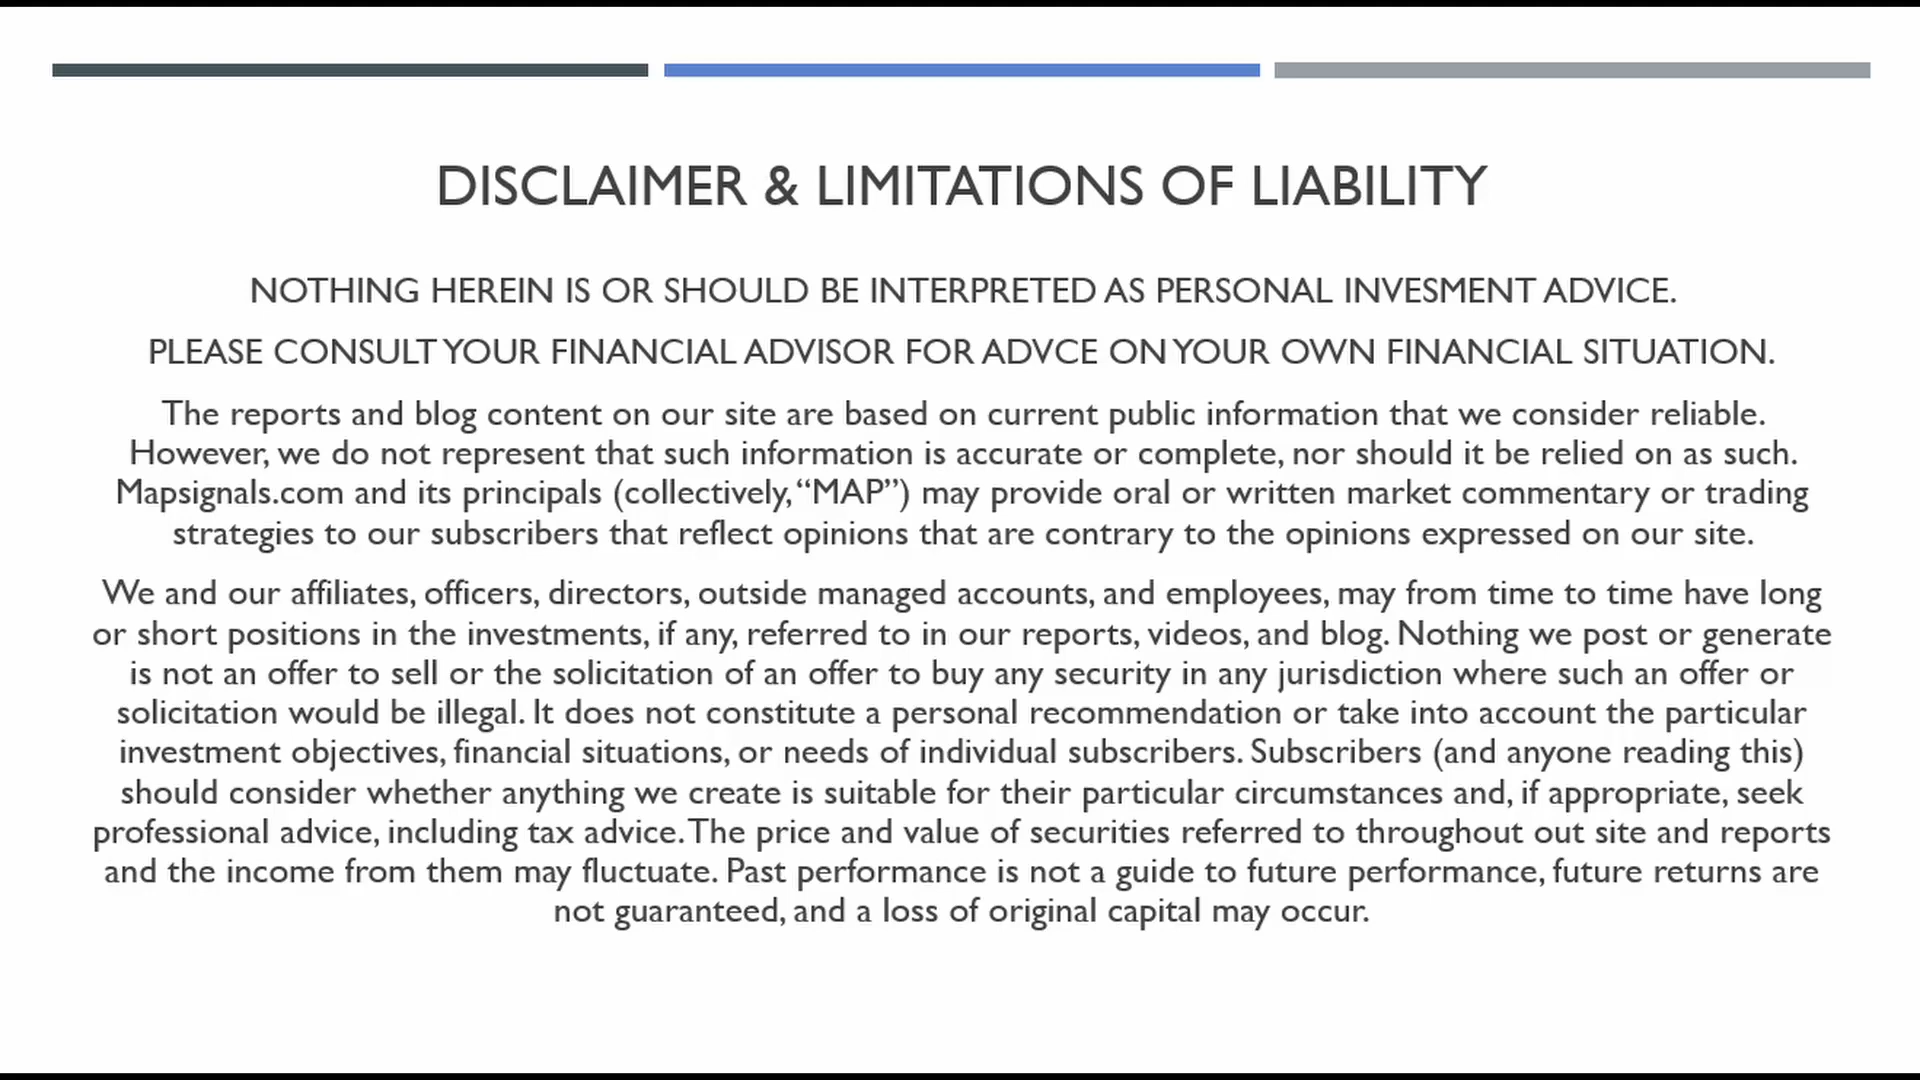 DISCLAIMER & LIMITATIONS OF LIABILITY
NOTHING HEREIN IS OR SHOULD BE INTERPRETED AS PERSONAL INVESMENT ADVICE.
PLEASE CONSULT YOUR FINANCIAL ADVISOR FOR ADVCE ON YOUR OWN FINANCIAL SITUATION.
The reports and blog content on our site are based on current public information that we consider reliable.
However, we do not represent that such information is accurate or complete, nor should it be relied on as such.
Mapsignals.com and its principals (collectively, “MAP”) may provide oral or written market commentary or trading
strategies to our subscribers that reflect opinions that are contrary to the opinions expressed on our site.
We and our affiliates, officers, directors, outside managed accounts, and employees, may from time to time have long
or short positions in the investments, if any, referred to in our reports, videos, and blog. Nothing we post or generate
is not an offer to sell or the solicitation of an offer to buy any security in any jurisdiction where such an offer or
solicitation would be illegal. It does not constitute a personal recommendation or take into account the particular
investment objectives, financial situations, or needs of individual subscribers. Subscribers (and anyone reading this)
should consider whether anything we create is suitable for their particular circumstances and, if appropriate, seek
professional advice, including tax advice. The price and value of securities referred to throughout out site and reports
and the income from them may fluctuate. Past performance is not a guide to future performance, future returns are
not guaranteed, and a loss of original capital may occur.